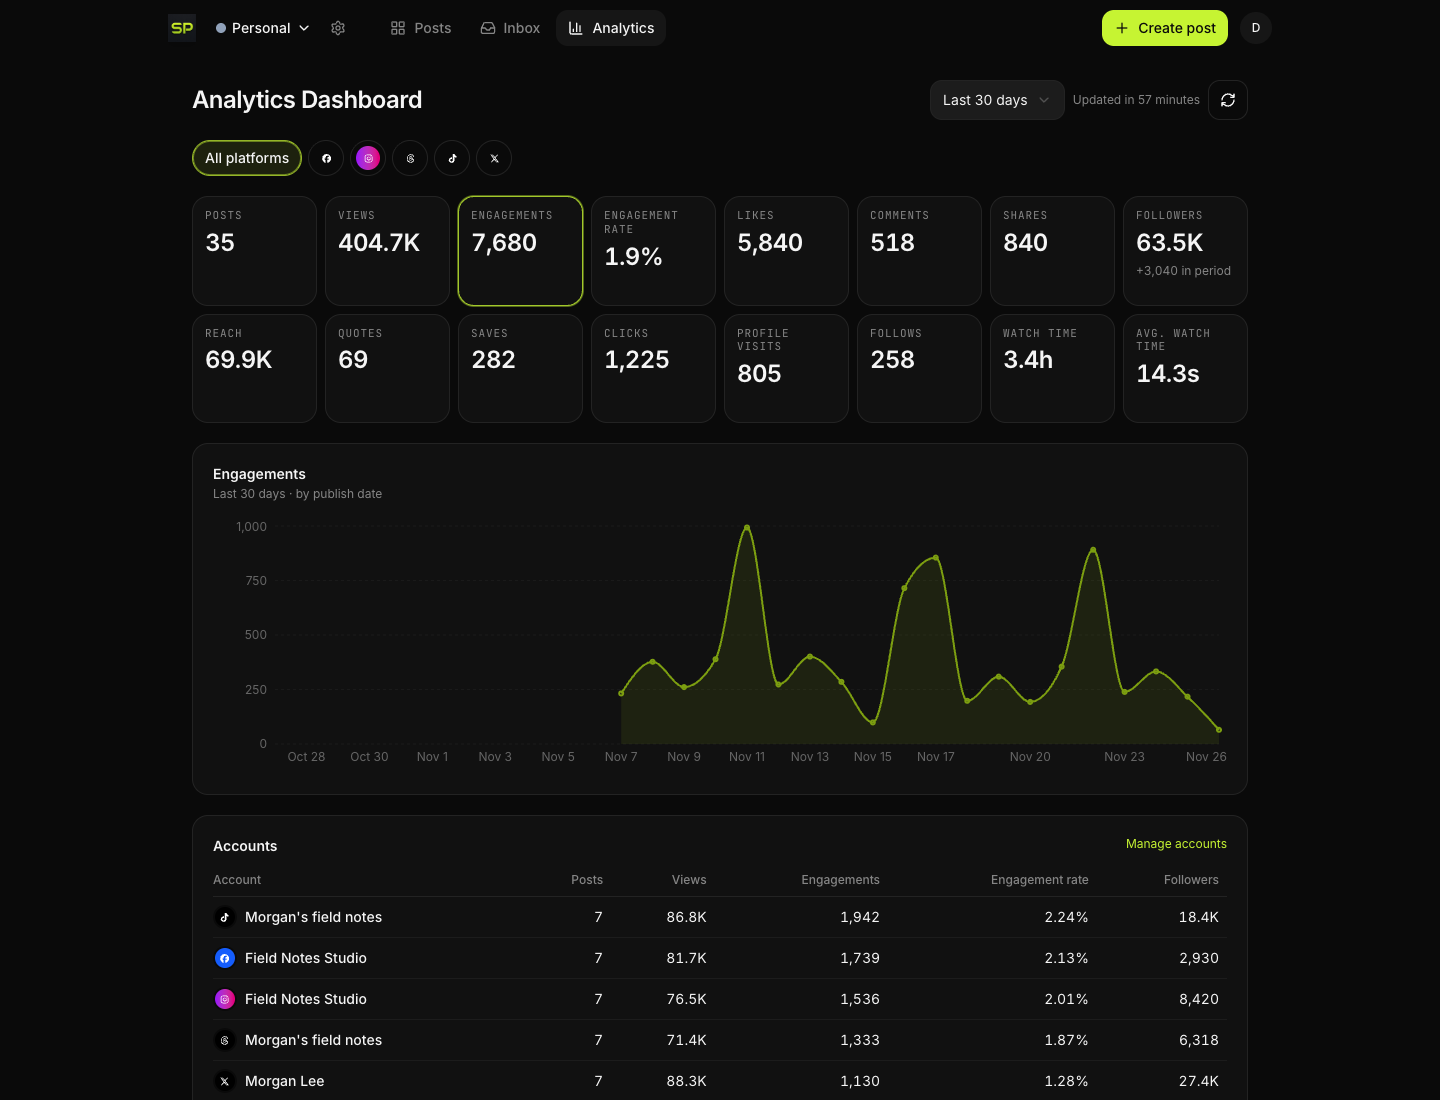 SP
Personal
Posts
Inbox
Analytics
Create post
D
Analytics Dashboard
Last 30 days
Updated in 57 minutes
All platforms
POSTS
35
VIEWS
404.7K
ENGAGEMENTS
7,680
ENGAGEMENT
RATE
1.9%
LIKES
5,840
COMMENTS
518
SHARES
840
FOLLOWERS
63.5K
+3,040 in period
REACH
69.9K
QUOTES
69
SAVES
282
CLICKS
1,225
PROFILE
VISITS
805
FOLLOWS
258
WATCH TIME
3.4h
AVG. WATCH
TIME
14.3s
Engagements
Last 30 days · by publish date
1,000
750
500
250
0
Oct 28 Oct 30 Nov 1 Nov 3 Nov 5 Nov 7 Nov 9 Nov 11 Nov 13 Nov 15 Nov 17 Nov 20 Nov 23 Nov 26
Accounts
Manage accounts
Account Posts Views Engagements Engagement rate Followers
Morgan's field notes 7 86.8K 1,942 2.24% 18.4K
Field Notes Studio 7 81.7K 1,739 2.13% 2,930
Field Notes Studio 7 76.5K 1,536 2.01% 8,420
Morgan's field notes 7 71.4K 1,333 1.87% 6,318
Morgan Lee 7 88.3K 1,130 1.28% 27.4K